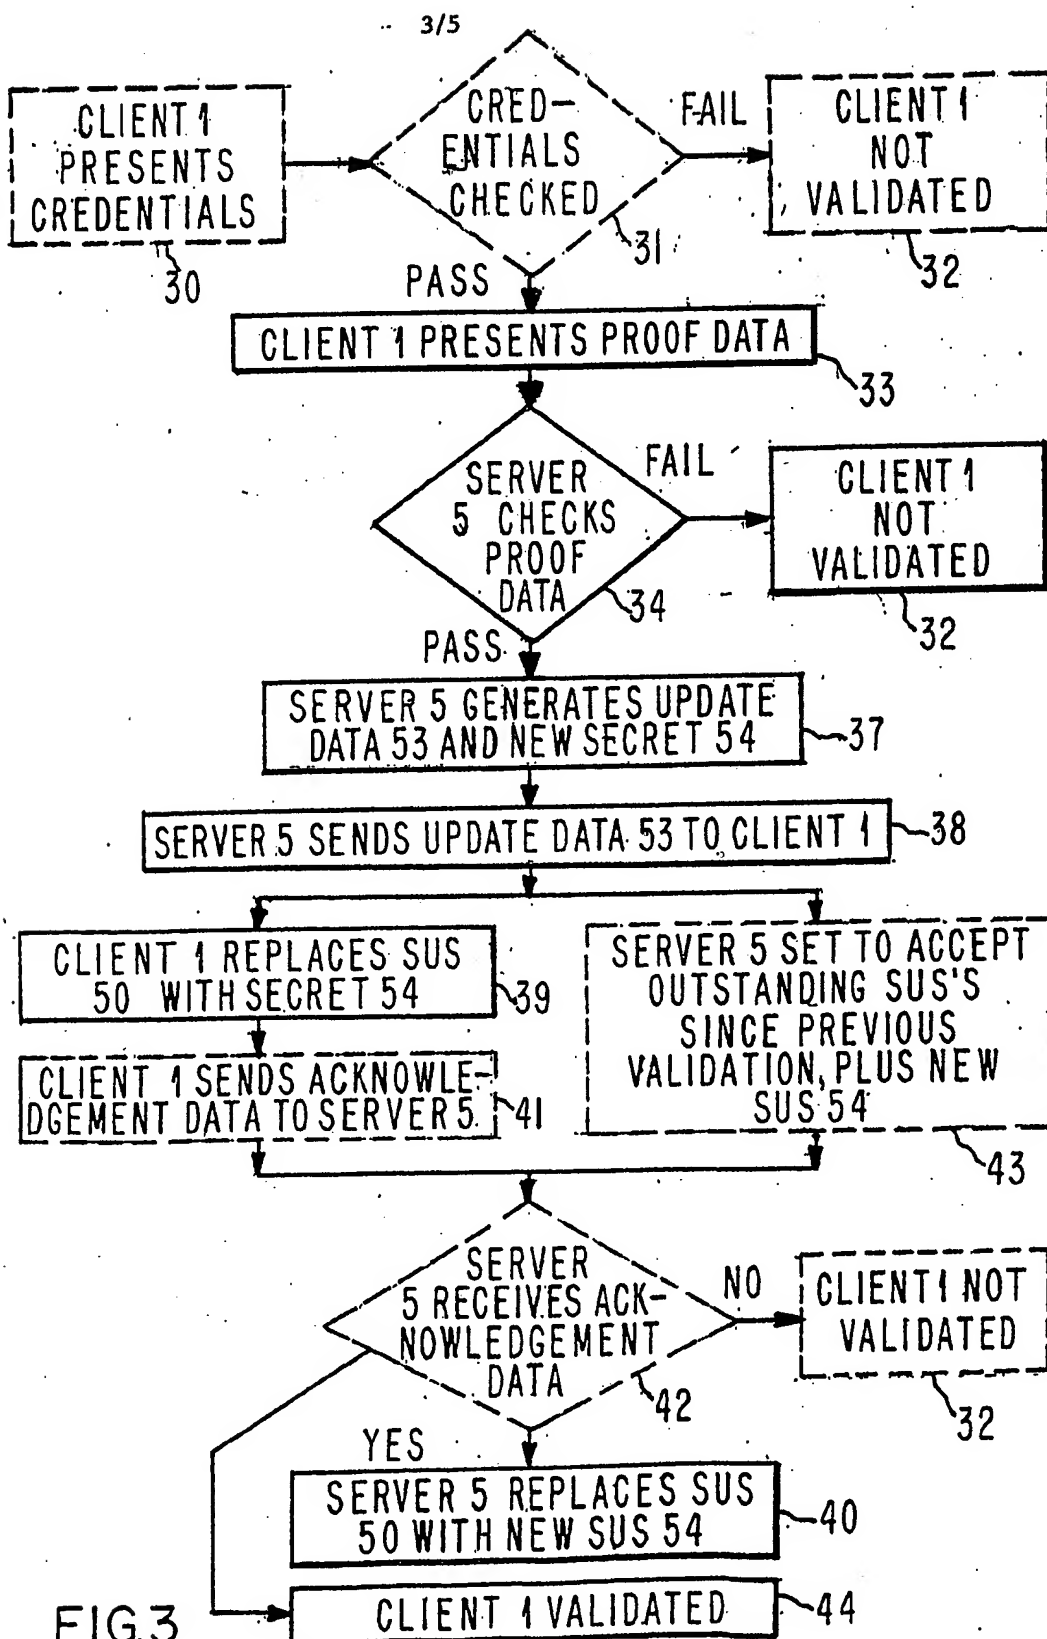 3/5
CLIENT 1
PRESENTS
CREDENTIALS
30
CRED-
ENTIALS
CHECKED
31
FAIL
CLIENT 1
NOT
VALIDATED
32
PASS
CLIENT 1 PRESENTS PROOF DATA
33
SERVER
5 CHECKS
PROOF
DATA
34
FAIL
CLIENT 1
NOT
VALIDATED
32
PASS
SERVER 5 GENERATES UPDATE
DATA 53 AND NEW SECRET 54
37
SERVER 5 SENDS UPDATE DATA 53 TO CLIENT 1
38
CLIENT 1 REPLACES SUS
50 WITH SECRET 54
39
CLIENT 1 SENDS ACKNOWLE-
DGEMENT DATA TO SERVER 5
41
SERVER 5 SET TO ACCEPT
OUTSTANDING SUS'S
SINCE PREVIOUS
VALIDATION, PLUS NEW
SUS 54
43
SERVER
5 RECEIVES ACK-
NOWLEDGEMENT
DATA
42
NO
CLIENT 1 NOT
VALIDATED
32
YES
SERVER 5 REPLACES SUS
50 WITH NEW SUS 54
40
CLIENT 1 VALIDATED
44
FIG.3